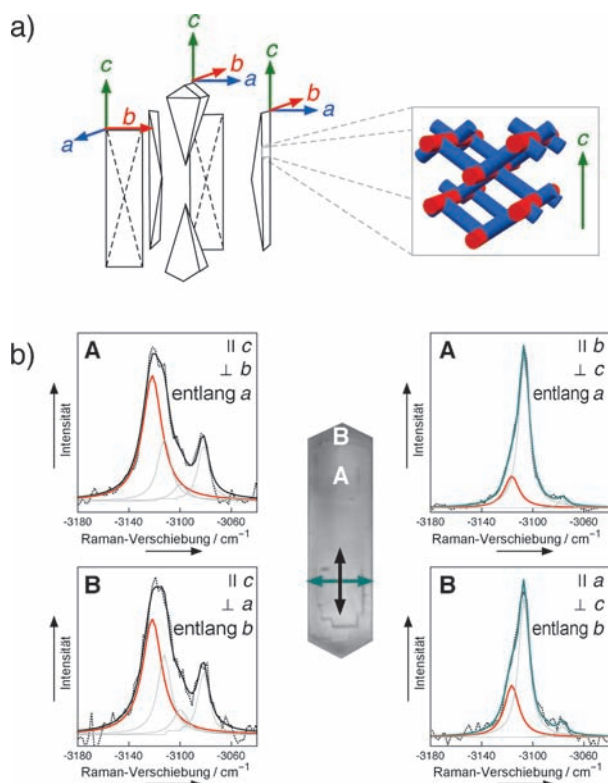 a)
c
b
a
c
b
a
c
b
a
c
b)
A
|| c
⊥ b
entlang a
Intensität
-3180 -3140 -3100 -3060
Raman-Verschiebung / cm⁻¹
B
A
A
|| b
⊥ c
entlang a
Intensität
-3180 -3140 -3100 -3060
Raman-Verschiebung / cm⁻¹
B
|| c
⊥ a
entlang b
Intensität
-3180 -3140 -3100 -3060
Raman-Verschiebung / cm⁻¹
B
|| a
⊥ c
entlang b
Intensität
-3180 -3140 -3100 -3060
Raman-Verschiebung / cm⁻¹